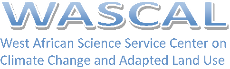 WASCAL
West African Science Service Center on
Climate Change and Adapted Land Use